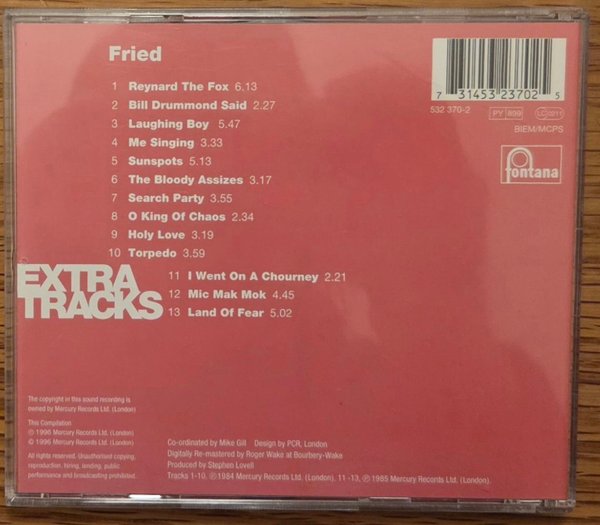 Fried
1 Reynard The Fox 6.13
2 Bill Drummond Said 2.27
3 Laughing Boy 5.47
4 Me Singing 3.33
5 Sunspots 5.13
6 The Bloody Assizes 3.17
7 Search Party 3.55
8 O King Of Chaos 2.34
9 Holy Love 3.19
10 Torpedo 3.59
EXTRA
TRACKS
11 I Went On A Chourney 2.21
12 Mic Mak Mok 4.45
13 Land Of Fear 5.02
7 31453 23702 5
532 370-2 PY 899 LC 0211
BIEM/MCPS
fontana
The copyright in this sound recording is
owned by Mercury Records Ltd. (London)
This Compilation
℗ 1996 Mercury Records Ltd. (London)
© 1996 Mercury Records Ltd. (London)
All rights reserved. Unauthorised copying,
reproduction, hiring, lending, public
performance and broadcasting prohibited.
Co-ordinated by Mike Gill Design by PCR, London
Digitally Re-mastered by Roger Wake at Bourbery-Wake
Produced by Stephen Lovell
Tracks 1-10, ℗1984 Mercury Records Ltd. (London). 11 -13, ℗1985 Mercury Records Ltd. (London)